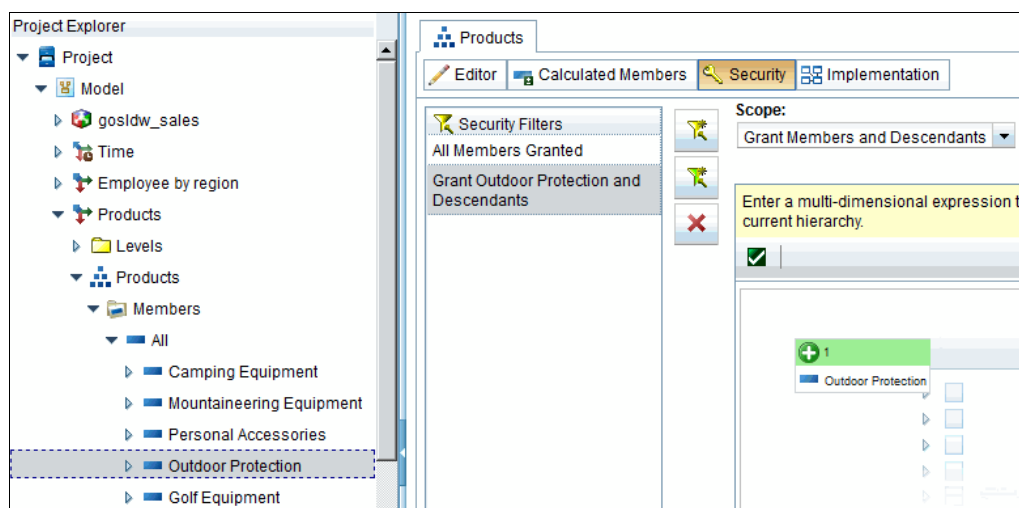 Project Explorer
Project
Model
gosldw_sales
Time
Employee by region
Products
Levels
Products
Members
All
Camping Equipment
Mountaineering Equipment
Personal Accessories
Outdoor Protection
Golf Equipment
Products
Editor
Calculated Members
Security
Implementation
Security Filters
All Members Granted
Grant Outdoor Protection and
Descendants
Scope:
Grant Members and Descendants
Enter a multi-dimensional expression t
current hierarchy.
1
Outdoor Protection